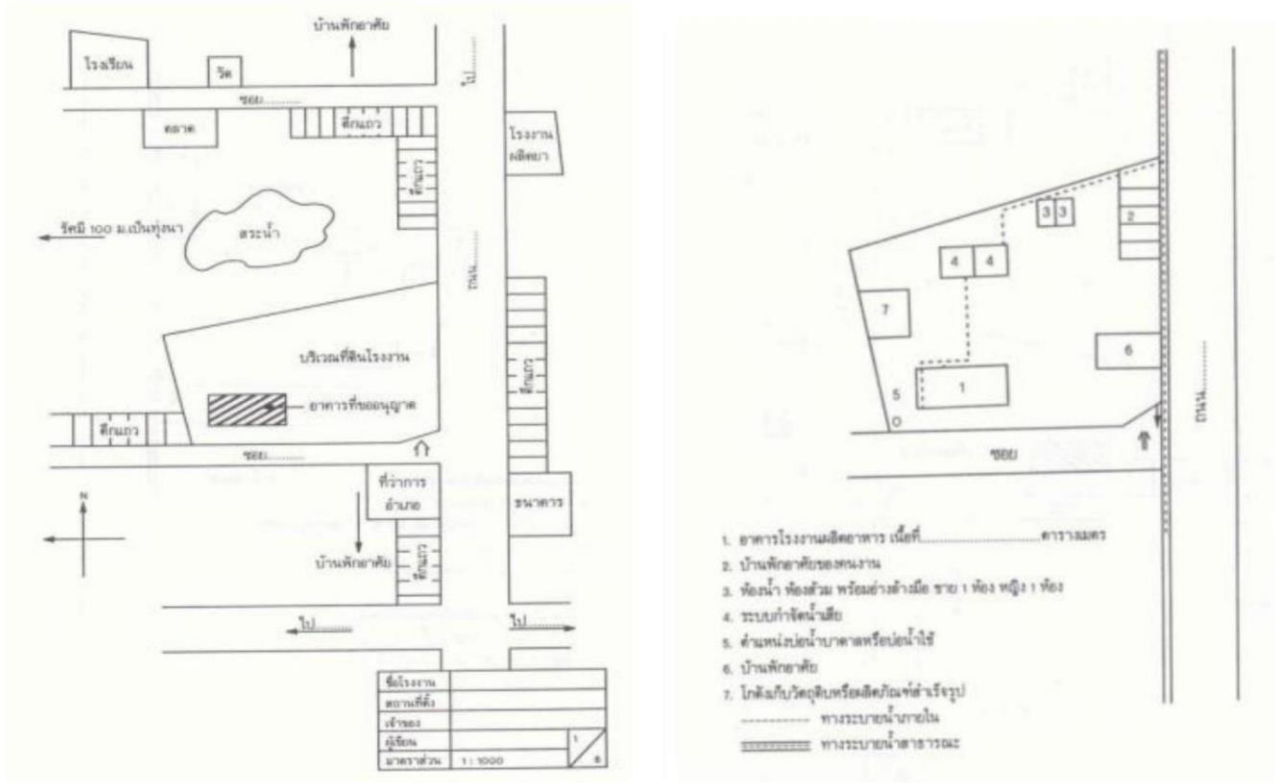 บ้านพักอาศัย
โรงเรียน
วัด
ไป..........
ซอย..........
ตลาด
ตึกแถว
โรงงาน
ผลิตยา
ตึกแถว
รัศมี 100 ม.เป็นทุ่งนา
สระน้ำ
ถนน..........
บริเวณที่ดินโรงงาน
อาคารที่ขออนุญาต
ตึกแถว
ตึกแถว
ซอย..........
ที่ว่าการ
อำเภอ
ธนาคาร
N
บ้านพักอาศัย
ตึกแถว
ไป..........
ไป..........
ชื่อโรงงาน
สถานที่ตั้ง
เจ้าของ
ผู้เขียน
มาตราส่วน 1 : 1000
1/8
3 3
2
4 4
7
6
1
5
ถนน..........
ซอย
1. อาคารโรงงานผลิตอาหาร เนื้อที่..............................ตารางเมตร
2. บ้านพักอาศัยของคนงาน
3. ห้องน้ำ ห้องส้วม พร้อมอ่างล้างมือ ชาย 1 ห้อง หญิง 1 ห้อง
4. ระบบกำจัดน้ำเสีย
5. ตำแหน่งบ่อน้ำบาดาลหรือบ่อน้ำใช้
6. บ้านพักอาศัย
7. โกดังเก็บวัตถุดิบหรือผลิตภัณฑ์สำเร็จรูป
ทางระบายน้ำภายใน
ทางระบายน้ำสาธารณะ